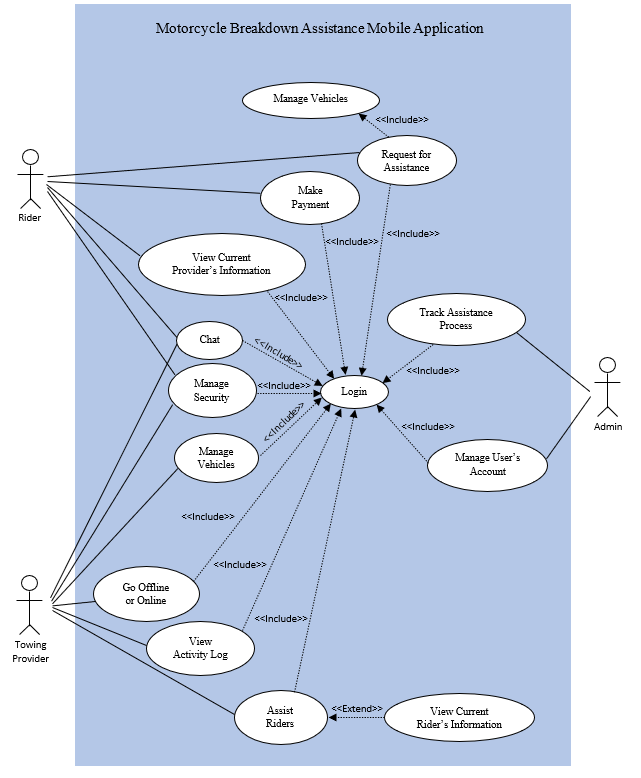 Motorcycle Breakdown Assistance Mobile Application
Manage Vehicles
<<Include>>
Request for
Assistance
Rider
Make
Payment
<<Include>>
<<Include>>
View Current
Provider's Information
<<Include>>
Track Assistance
Process
Chat
<<Include>>
<<Include>>
Manage
Security
<<Include>>
Login
Admin
<<Include>>
<<Include>>
Manage
Vehicles
Manage User's
Account
<<Include>>
<<Include>>
Go Offline
or Online
<<Include>>
Towing
Provider
View
Activity Log
Assist
Riders
<<Extend>>
View Current
Rider's Information